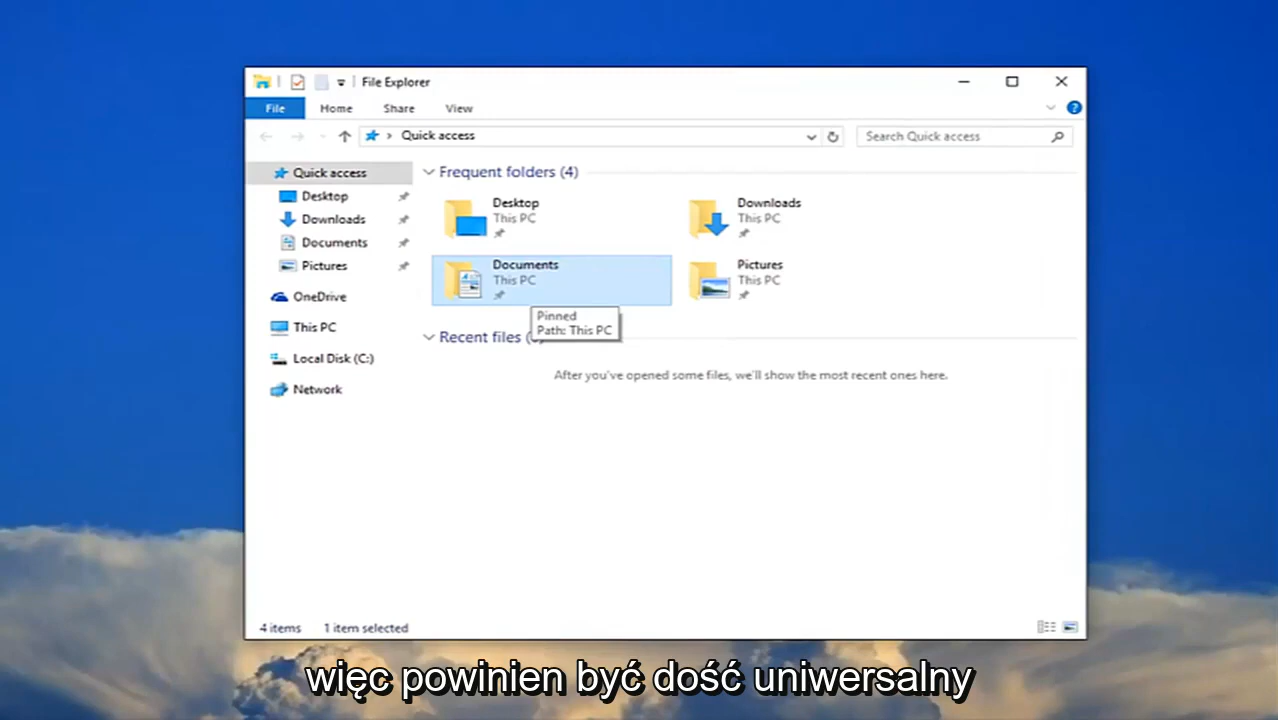 File Explorer
File Home Share View
Quick access
Search Quick access
Quick access
Desktop
Downloads
Documents
Pictures
OneDrive
This PC
Local Disk (C:)
Network
Frequent folders (4)
Desktop
This PC
Downloads
This PC
Documents
This PC
Pictures
This PC
Pinned
Path: This PC
Recent files
After you've opened some files, we'll show the most recent ones here.
4 items 1 item selected
więc powinien być dość uniwersalny